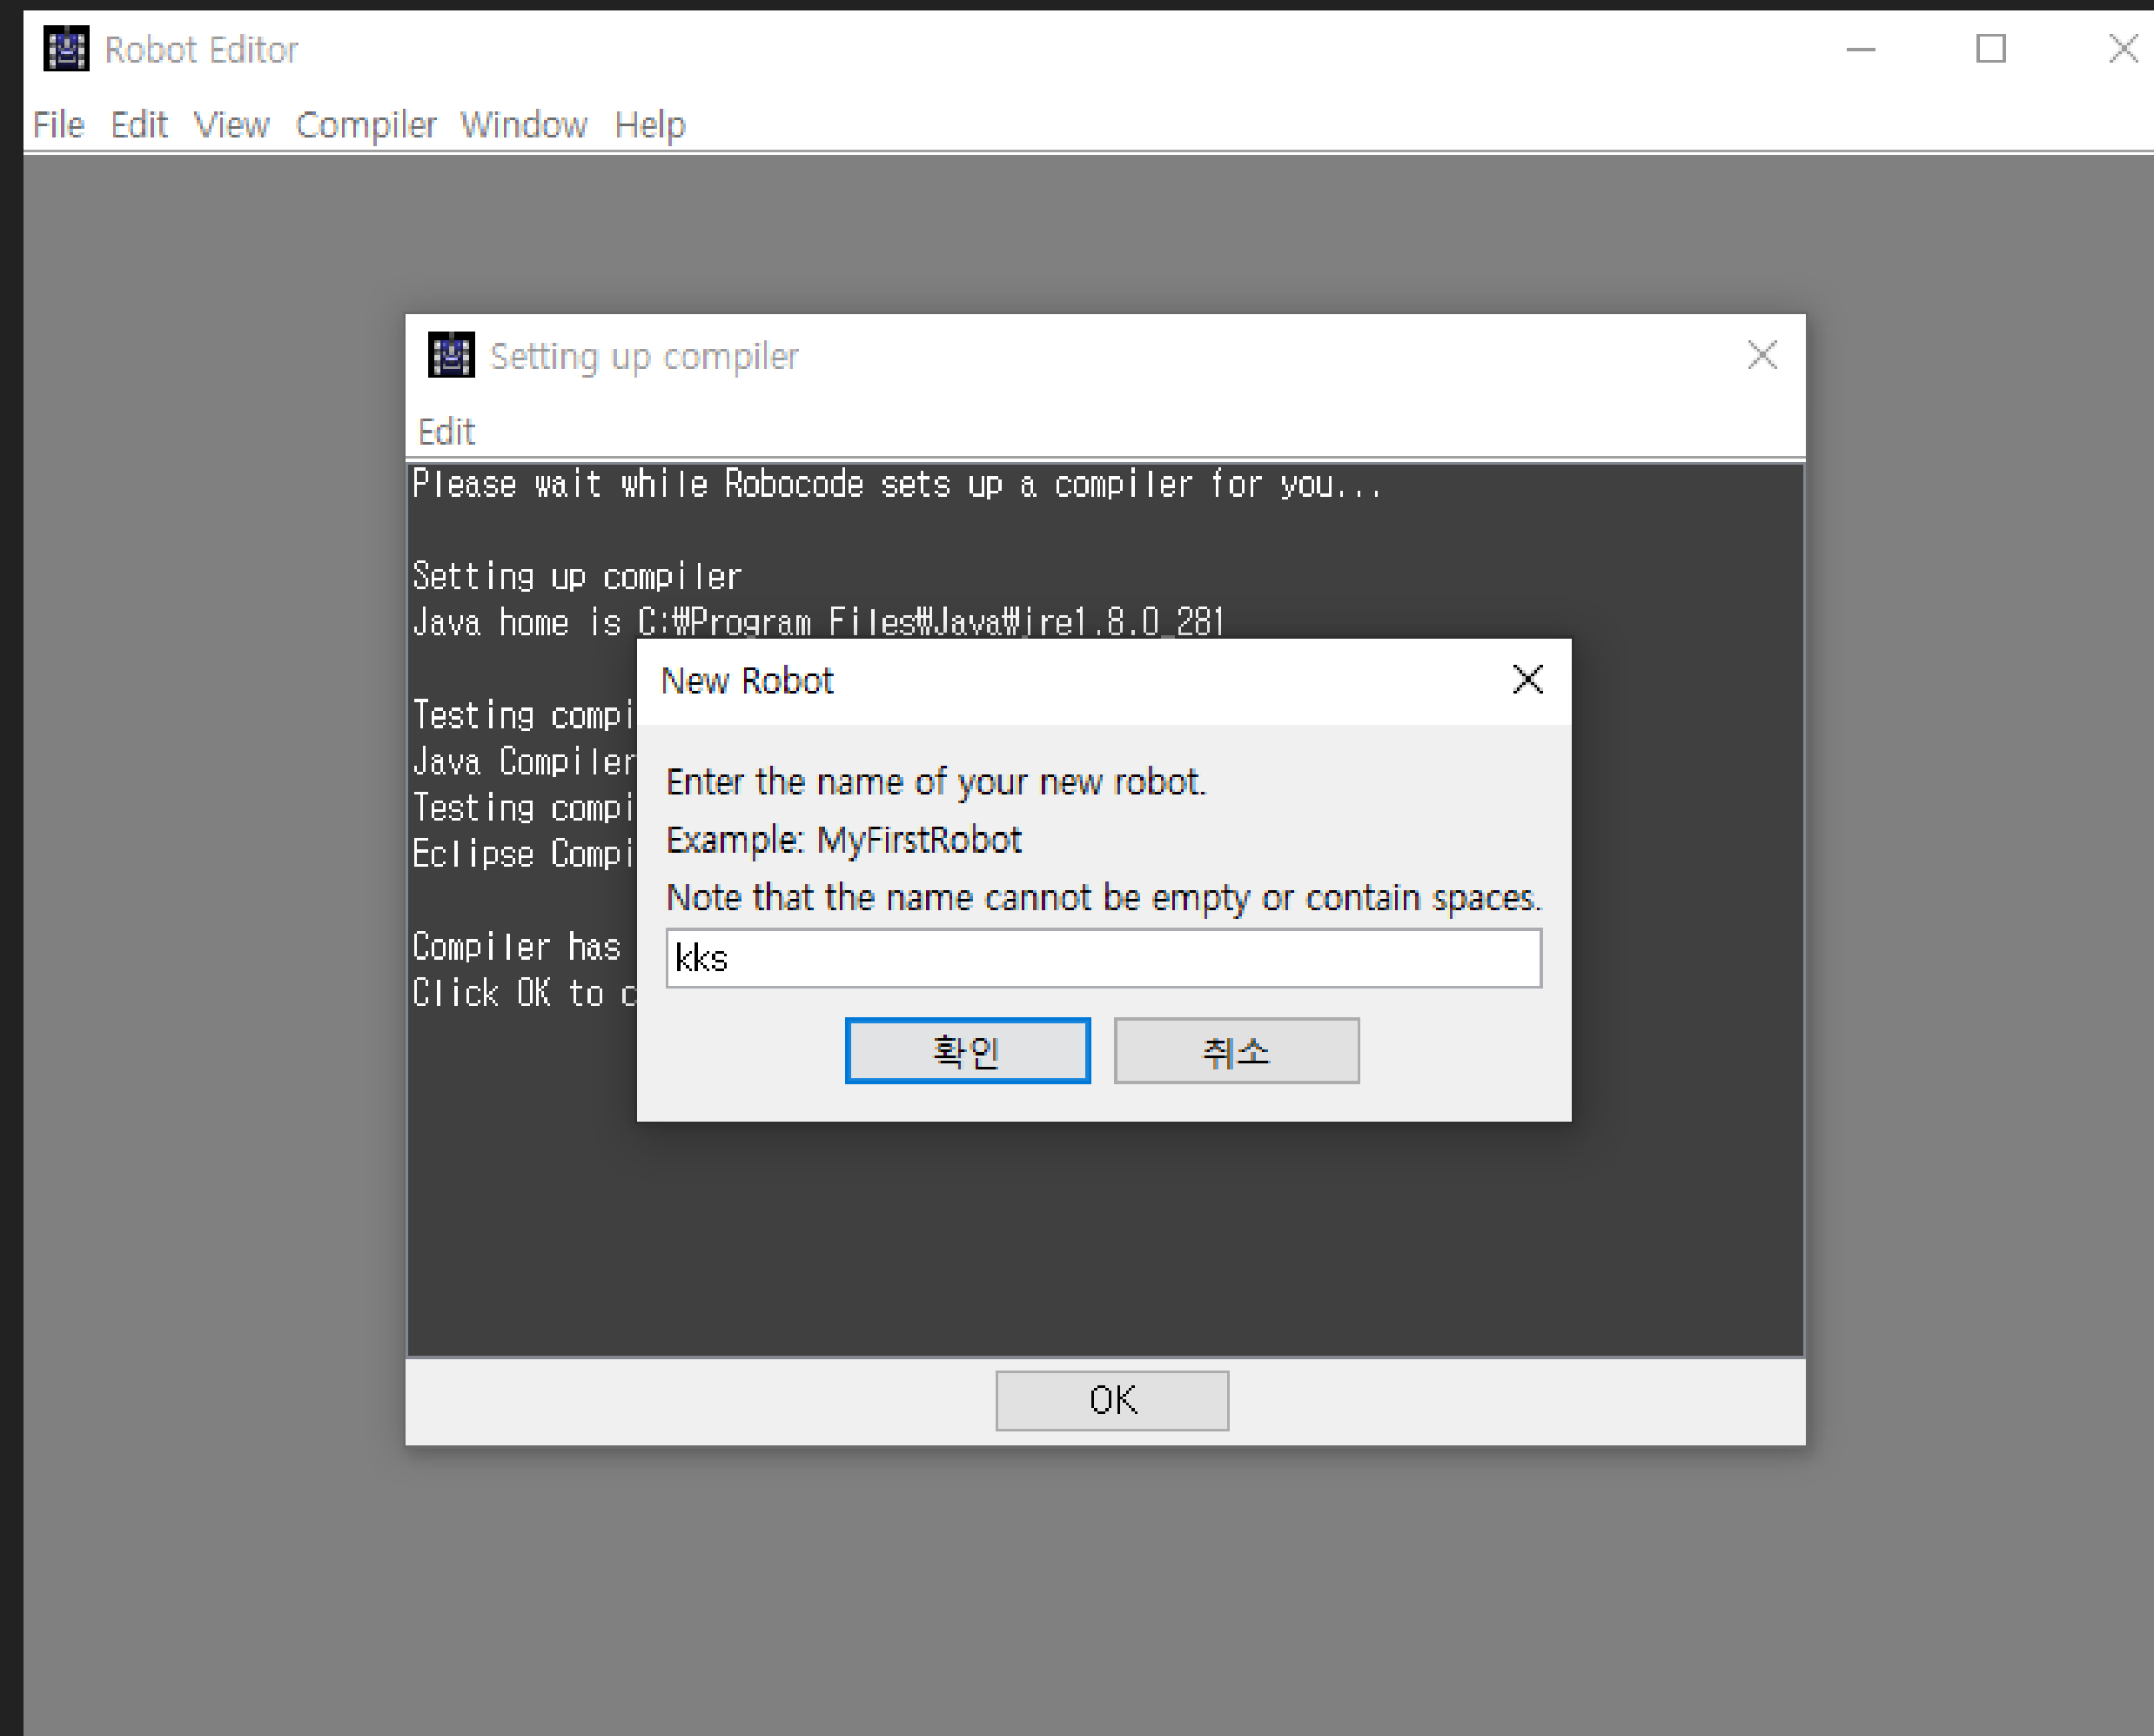 Robot Editor
File Edit View Compiler Window Help
Setting up compiler
Edit
Please wait while Robocode sets up a compiler for you...
Setting up compiler
Java home is C:₩Program Files₩Java₩jre1.8.0_281
Testing compi
Java Compiler
Testing compi
Eclipse Compi
Compiler has
Click OK to c
New Robot
Enter the name of your new robot.
Example: MyFirstRobot
Note that the name cannot be empty or contain spaces.
kks
확인 취소
OK